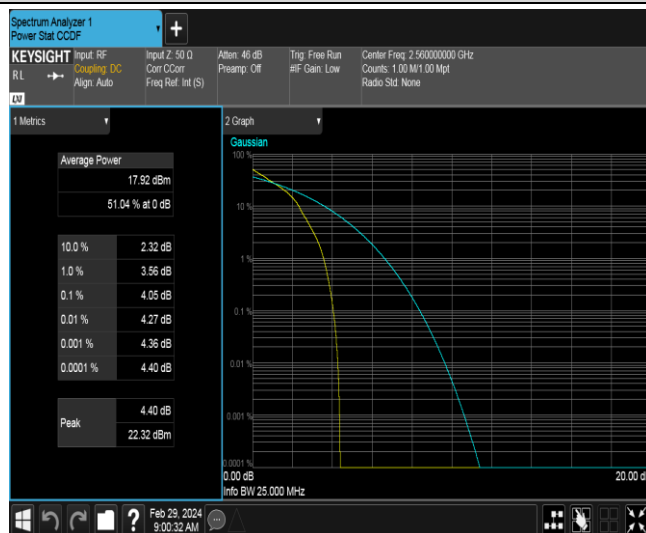 Spectrum Analyzer 1
Power Stat CCDF
KEYSIGHT
RL
LXI
Input: RF
Coupling: DC
Align: Auto
Input Z: 50 Ω
Corr CCorr
Freq Ref: Int (S)
Atten: 46 dB
Preamp: Off
Trig: Free Run
#IF Gain: Low
Center Freq: 2.560000000 GHz
Counts: 1.00 M/1.00 Mpt
Radio Std: None
1 Metrics
Average Power
17.92 dBm
51.04 % at 0 dB
10.0 % 2.32 dB
1.0 % 3.56 dB
0.1 % 4.05 dB
0.01 % 4.27 dB
0.001 % 4.36 dB
0.0001 % 4.40 dB
Peak
4.40 dB
22.32 dBm
2 Graph
Gaussian
100 %
10 %
1 %
0.1 %
0.01 %
0.001 %
0.0001 %
0.00 dB
20.00 d
Info BW 25.000 MHz
?
Feb 29, 2024
9:00:32 AM